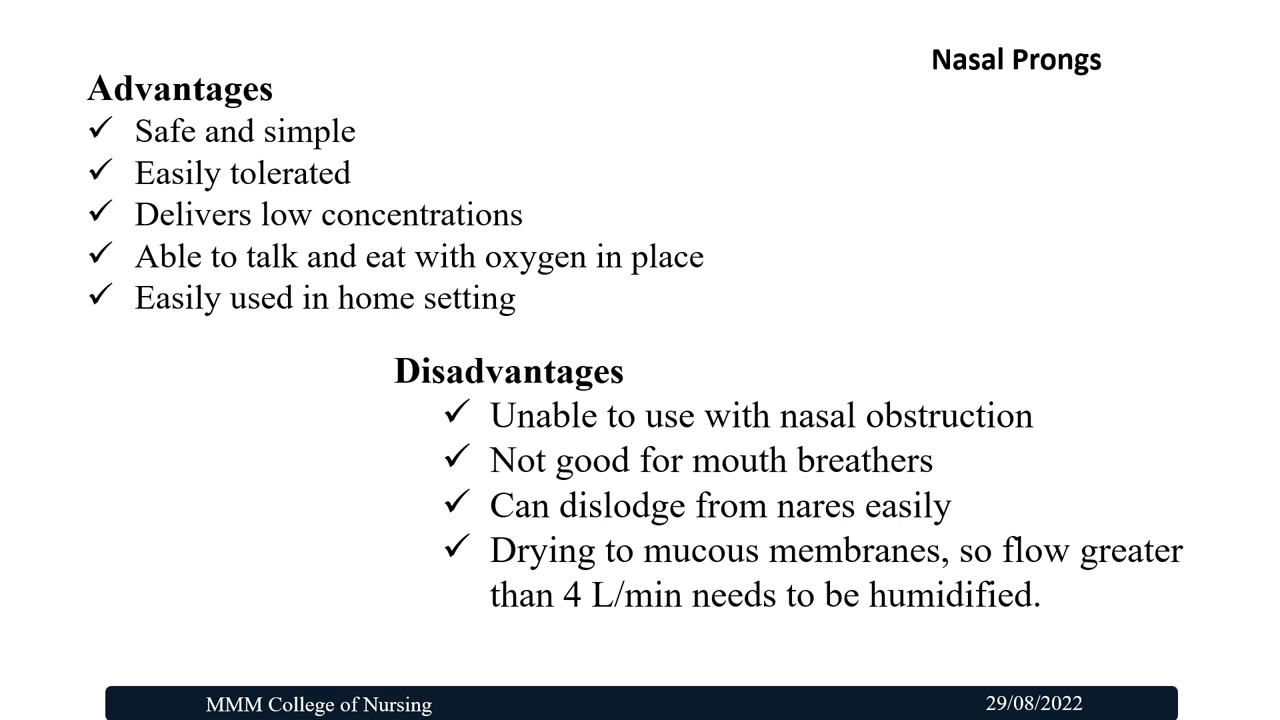 Nasal Prongs
Advantages
✓ Safe and simple
✓ Easily tolerated
✓ Delivers low concentrations
✓ Able to talk and eat with oxygen in place
✓ Easily used in home setting
Disadvantages
✓ Unable to use with nasal obstruction
✓ Not good for mouth breathers
✓ Can dislodge from nares easily
✓ Drying to mucous membranes, so flow greater
than 4 L/min needs to be humidified.
MMM College of Nursing
29/08/2022